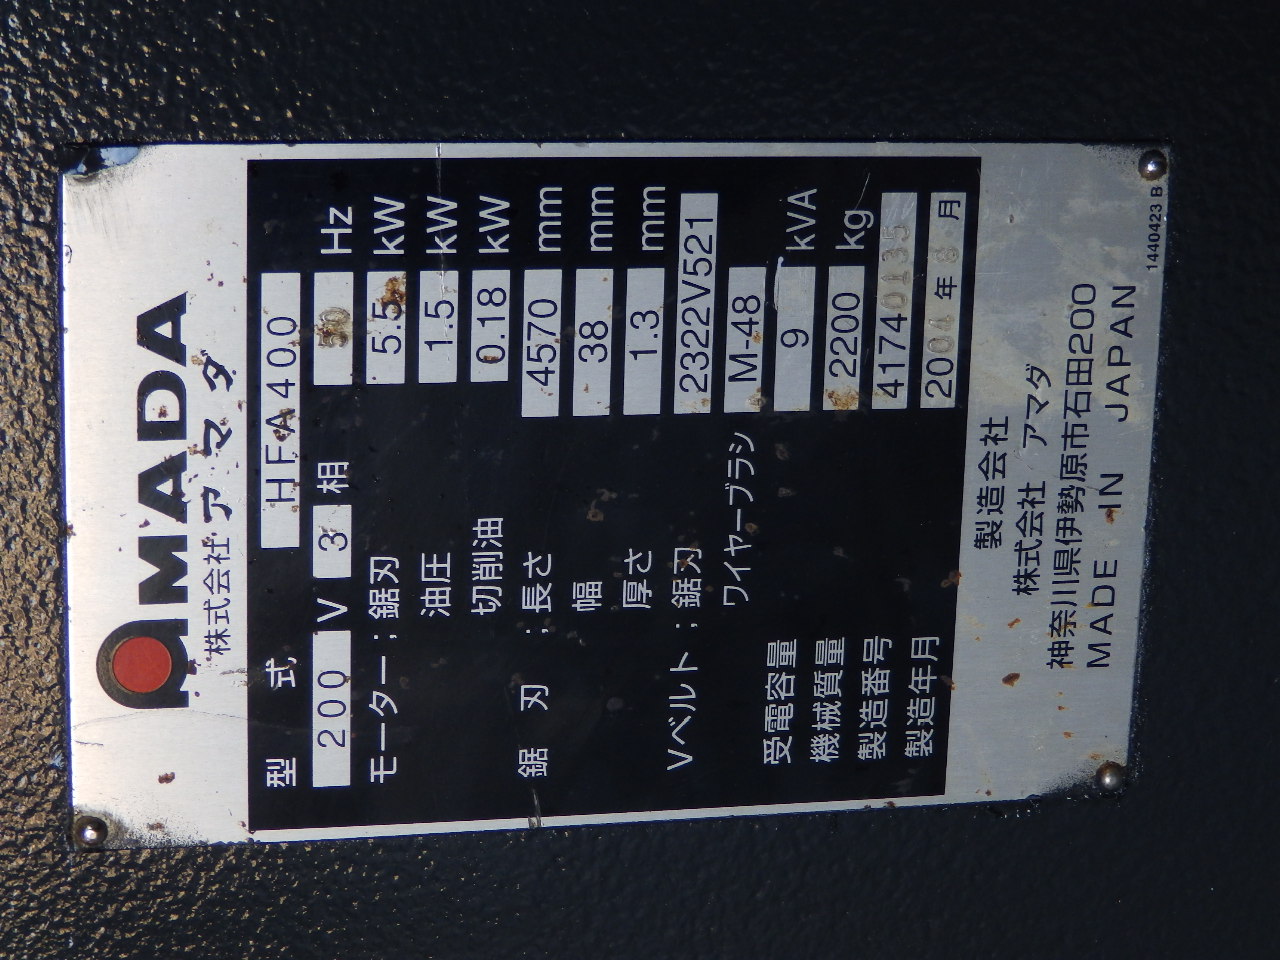 AMADA
株式会社 アマダ
型 式 HFA400
200 V 3 相 50 Hz
モーター ; 鋸刃 5.5 kW
油圧 1.5 kW
切削油 0.18 kW
鋸 刃 ; 長さ 4570 mm
幅 38 mm
厚さ 1.3 mm
Vベルト ; 鋸刃 2322V521
ワイヤーブラシ M-48
受電容量 9 kVA
機械質量 2200 kg
製造番号 41740135
製造年月 2004 年 8 月
製造会社
株式会社 アマダ
神奈川県伊勢原市石田200
MADE IN JAPAN
1440423 B